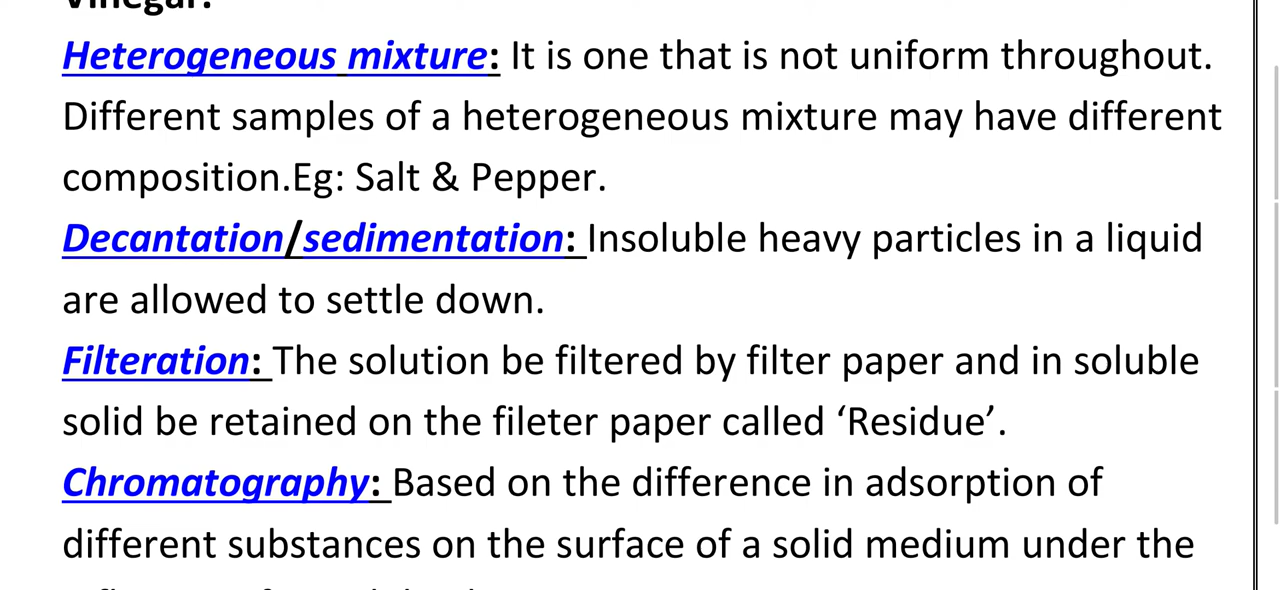 Vinegar.
Heterogeneous mixture: It is one that is not uniform throughout.
Different samples of a heterogeneous mixture may have different
composition.Eg: Salt & Pepper.
Decantation/sedimentation: Insoluble heavy particles in a liquid
are allowed to settle down.
Filteration: The solution be filtered by filter paper and in soluble
solid be retained on the fileter paper called ‘Residue’.
Chromatography: Based on the difference in adsorption of
different substances on the surface of a solid medium under the